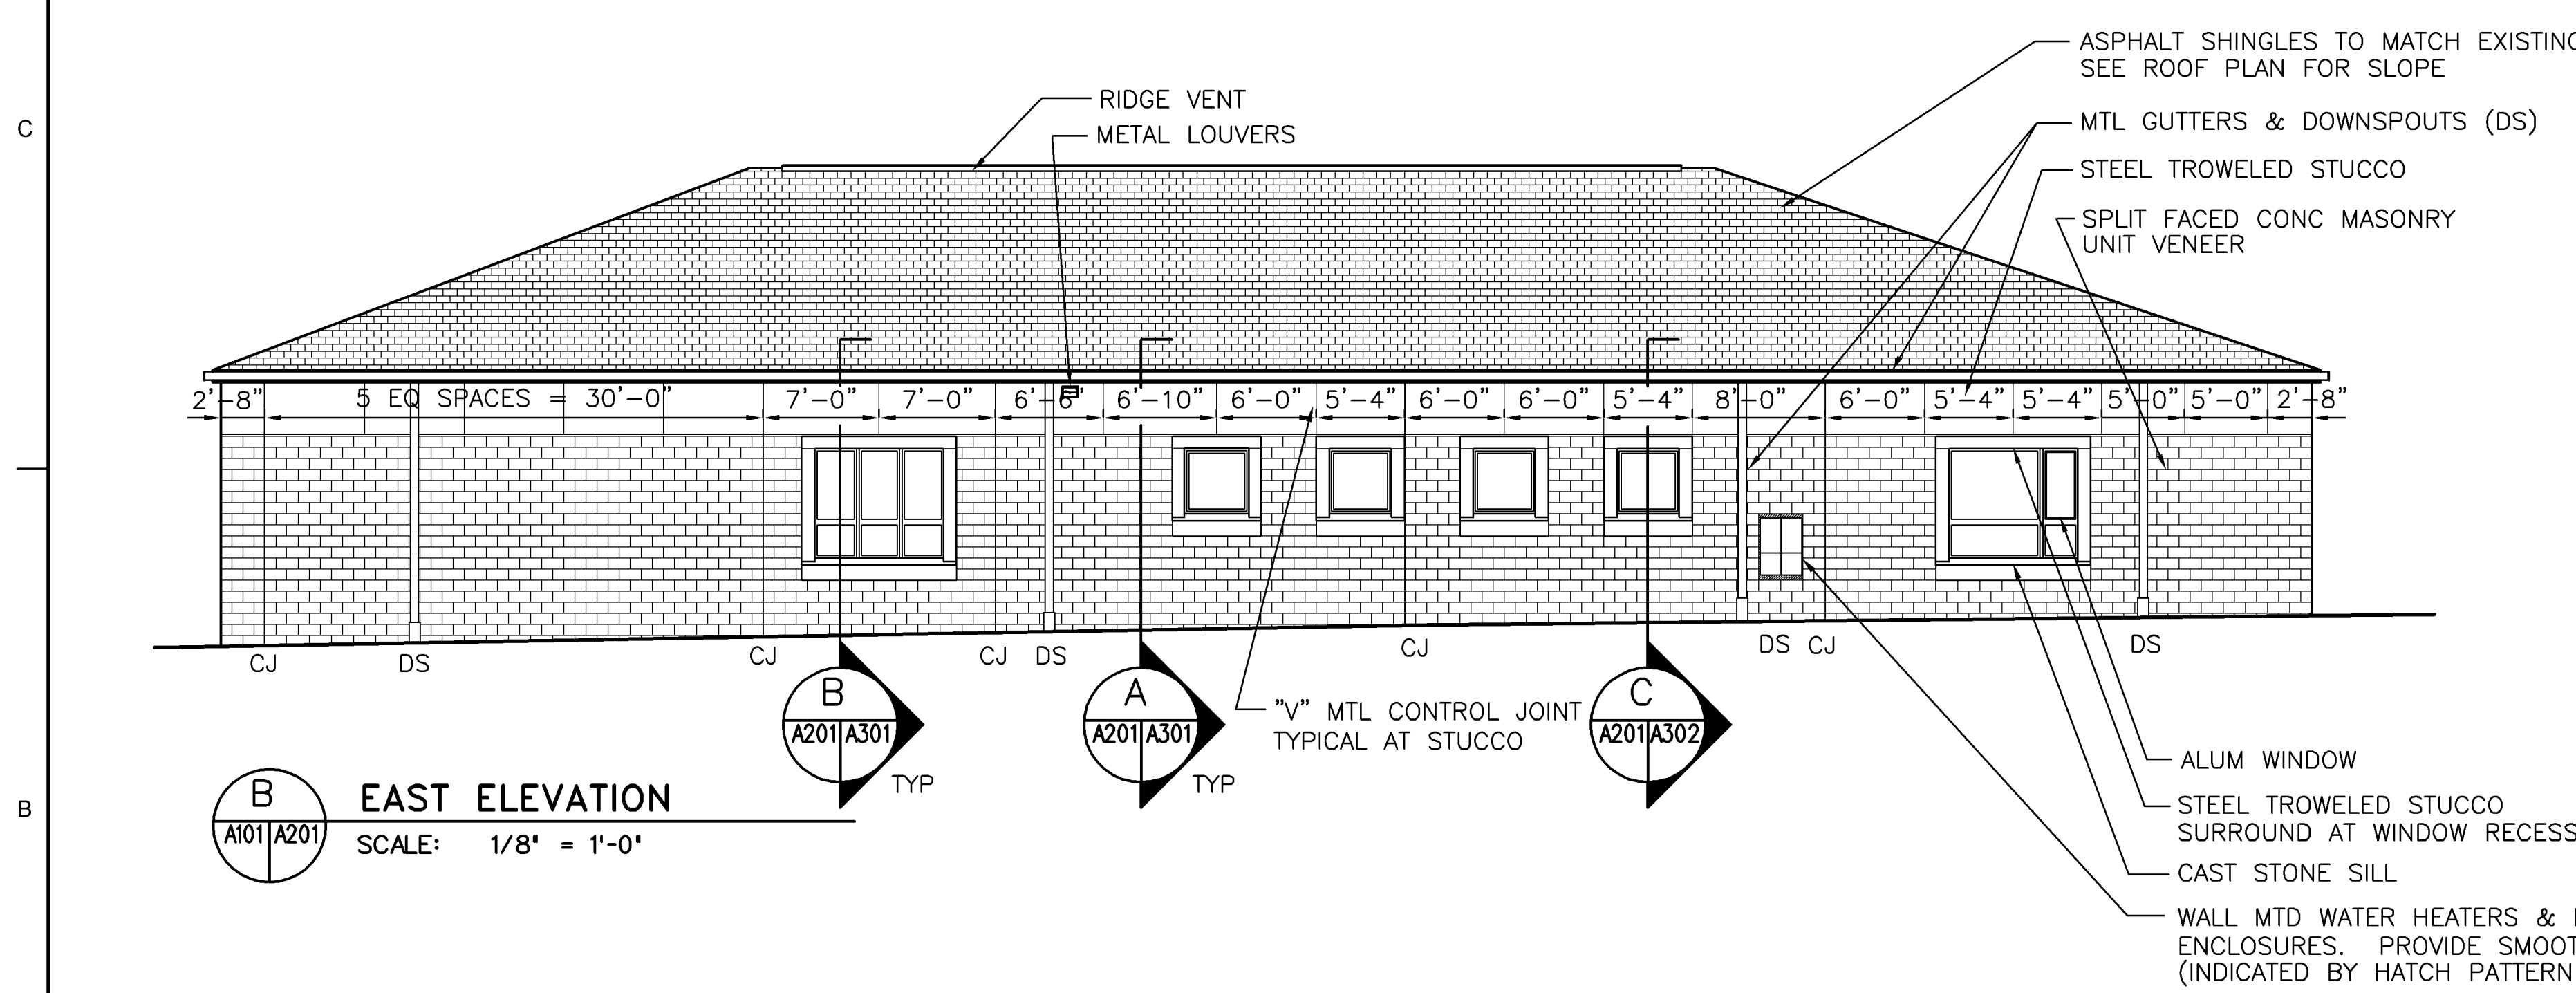 C
ASPHALT SHINGLES TO MATCH EXISTING
SEE ROOF PLAN FOR SLOPE
RIDGE VENT
METAL LOUVERS
MTL GUTTERS & DOWNSPOUTS (DS)
STEEL TROWELED STUCCO
SPLIT FACED CONC MASONRY
UNIT VENEER
2'-8" 5 EQ SPACES = 30'-0" 7'-0" 7'-0" 6'-6" 6'-10" 6'-0" 5'-4" 6'-0" 6'-0" 5'-4" 8'-0" 6'-0" 5'-4" 5'-4" 5'-0" 5'-0" 2'-8"
CJ DS CJ CJ DS CJ DS CJ DS
B
A201 A301
TYP
A
A201 A301
TYP
"V" MTL CONTROL JOINT
TYPICAL AT STUCCO
C
A201 A302
ALUM WINDOW
STEEL TROWELED STUCCO
SURROUND AT WINDOW RECESS
CAST STONE SILL
WALL MTD WATER HEATERS &
ENCLOSURES. PROVIDE SMOOT
(INDICATED BY HATCH PATTERN
B
B
A101 A201
EAST ELEVATION
SCALE: 1/8" = 1'-0"